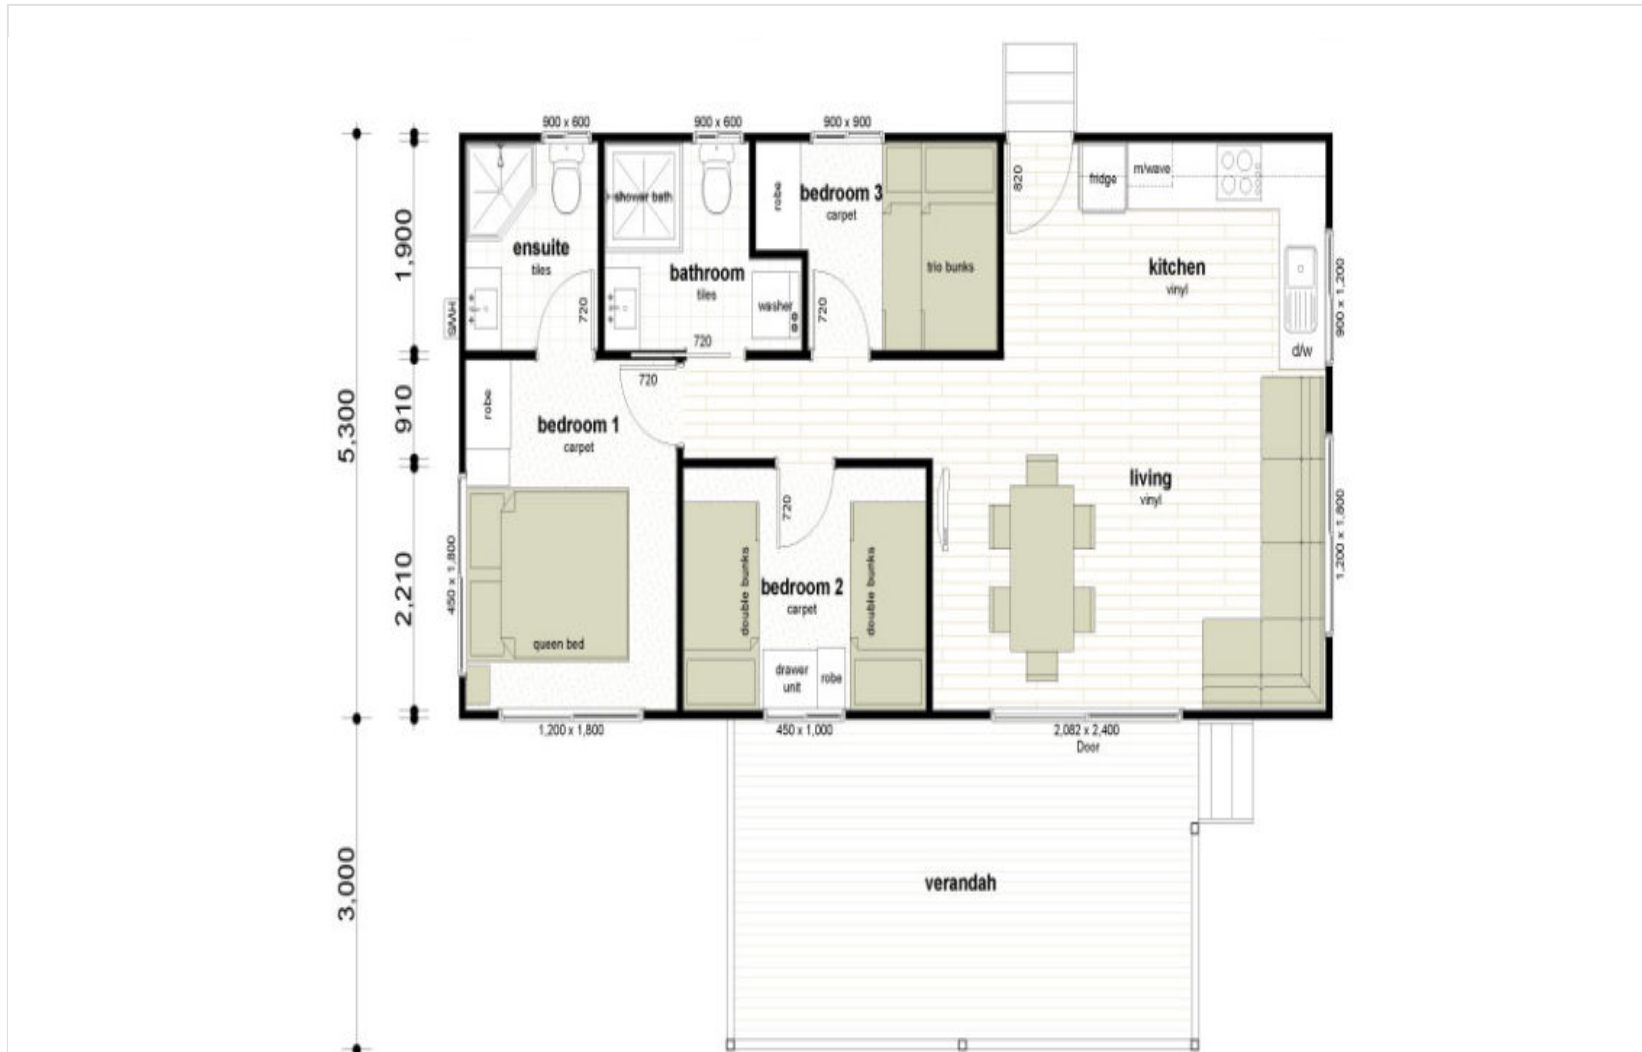 900 x 600
900 x 600
900 x 900
820
fridge
m/wave
shower bath
robe
bedroom 3
carpet
1,900
ensuite
tiles
bathroom
tiles
trio bunks
kitchen
vinyl
HWS
720
washer
720
900 x 1,200
720
d/w
720
5,300
910
robe
bedroom 1
carpet
living
vinyl
720
2,210
450 x 1,800
double bunks
bedroom 2
carpet
double bunks
1,200 x 1,800
queen bed
drawer
unit
robe
1,200 x 1,800
450 x 1,000
2,082 x 2,400
Door
3,000
verandah